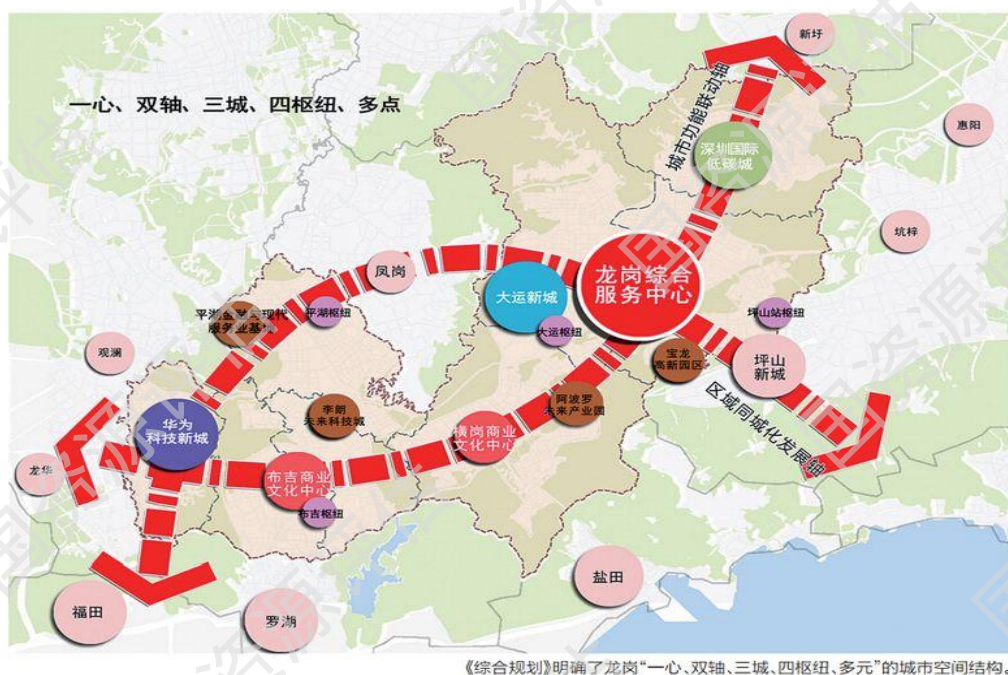 新圩
一心、双轴、三城、四枢纽、多点
城市功能联动轴
惠阳
深圳国际
低碳城
坑梓
凤岗
龙岗综合
服务中心
大运新城
平湖金融与现代
服务业基地
平湖枢纽
坪山站枢纽
大运枢纽
观澜
宝龙
高新园区
坪山
新城
区域同城化发展轴
李朗
未来科技城
阿波罗
未来产业园
华为
科技新城
横岗商业
文化中心
龙华
布吉商业
文化中心
布吉枢纽
盐田
福田
罗湖
《综合规划》明确了龙岗“一心、双轴、三城、四枢纽、多元”的城市空间结构。